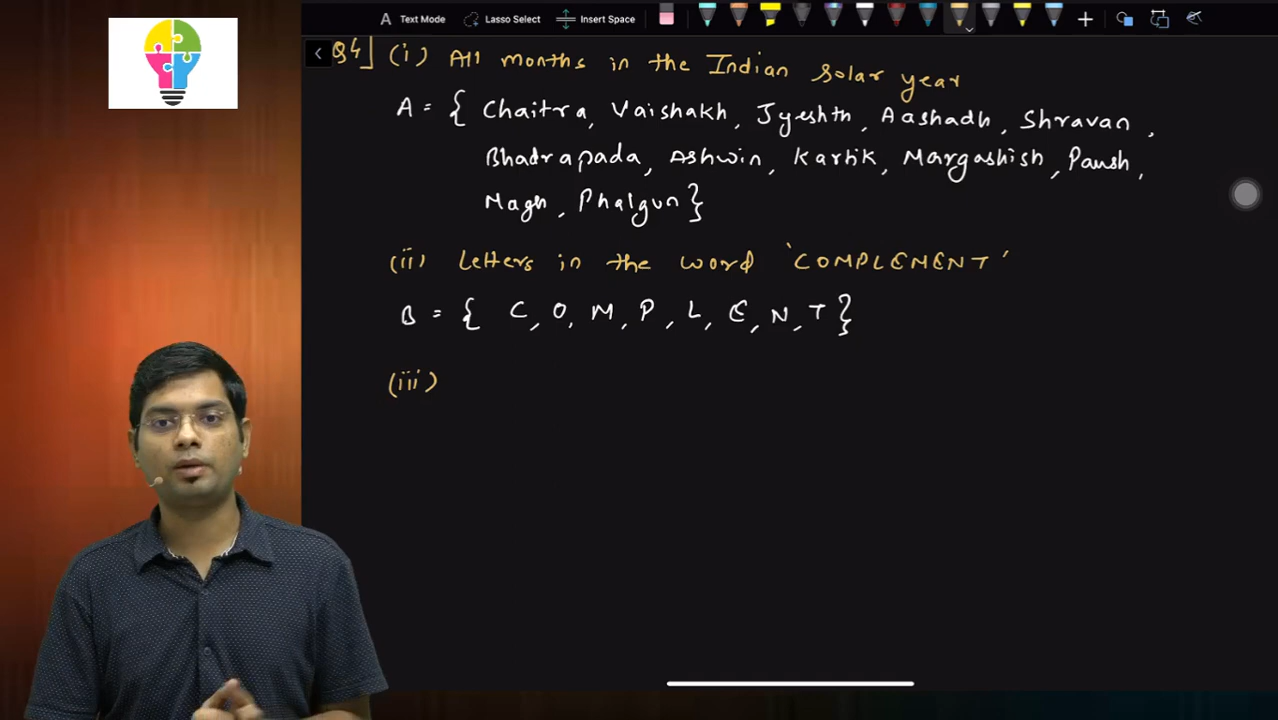 Text Mode Lasso Select Insert Space
Q4] (i) All months in the Indian Solar year
A = { Chaitra, Vaishakh, Jyeshth, Aashadh, Shravan,
Bhadrapada, Ashwin, Kartik, Margashish, Paush,
Magh, Phalgun}
(ii) Letters in the word 'COMPLEMENT'
B = { C, O, M, P, L, E, N, T}
(iii)